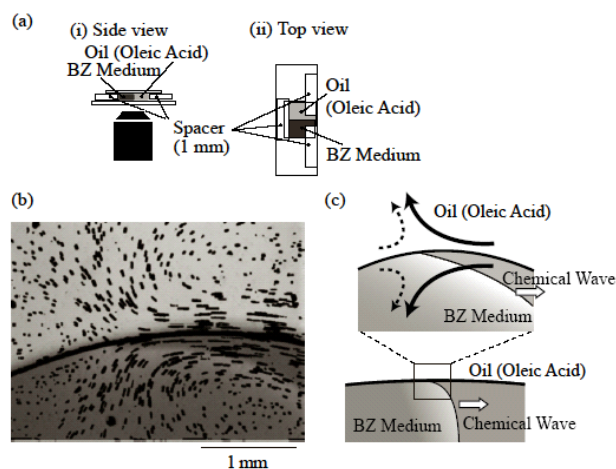 (a)
(i) Side view
Oil (Oleic Acid)
BZ Medium
Spacer
(1 mm)
(ii) Top view
Oil
(Oleic Acid)
BZ Medium
(b)
1 mm
(c)
Oil (Oleic Acid)
Chemical Wave
BZ Medium
Oil (Oleic Acid)
BZ Medium
Chemical Wave